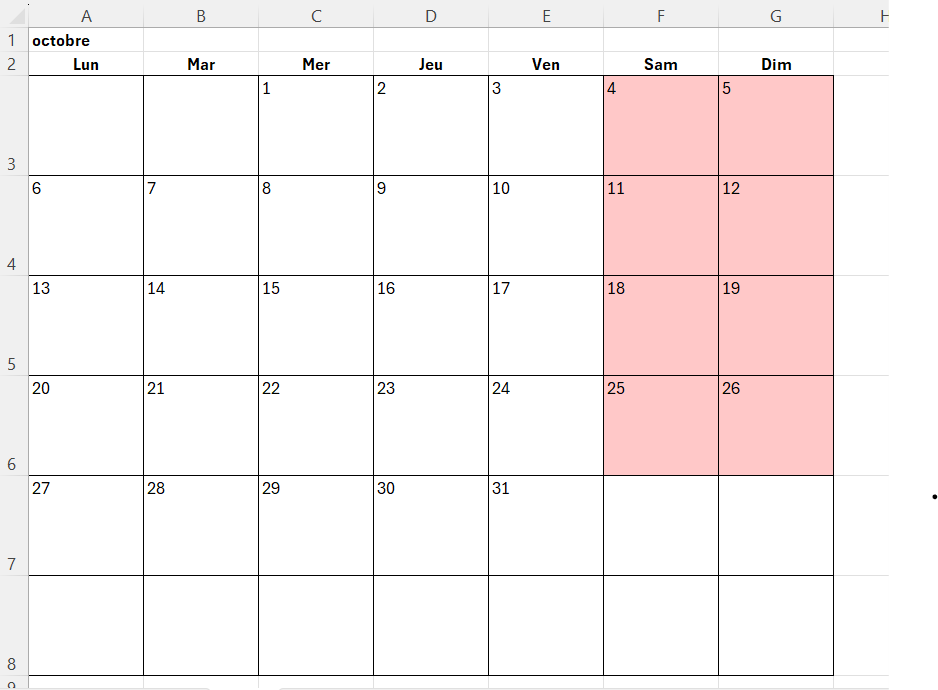 A B C D E F G H
1 octobre
2 Lun Mar Mer Jeu Ven Sam Dim
1 2 3 4 5
3
6 7 8 9 10 11 12
4
13 14 15 16 17 18 19
5
20 21 22 23 24 25 26
6
27 28 29 30 31
7
8
9